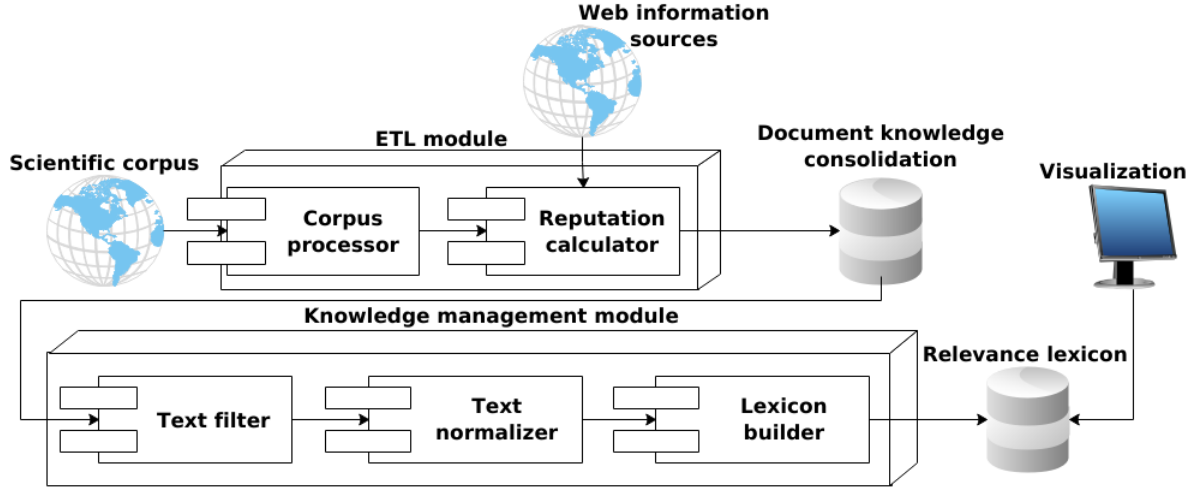 Web information
sources
ETL module
Document knowledge
consolidation
Scientific corpus
Visualization
Corpus
processor
Reputation
calculator
Knowledge management module
Relevance lexicon
Text filter
Text
normalizer
Lexicon
builder